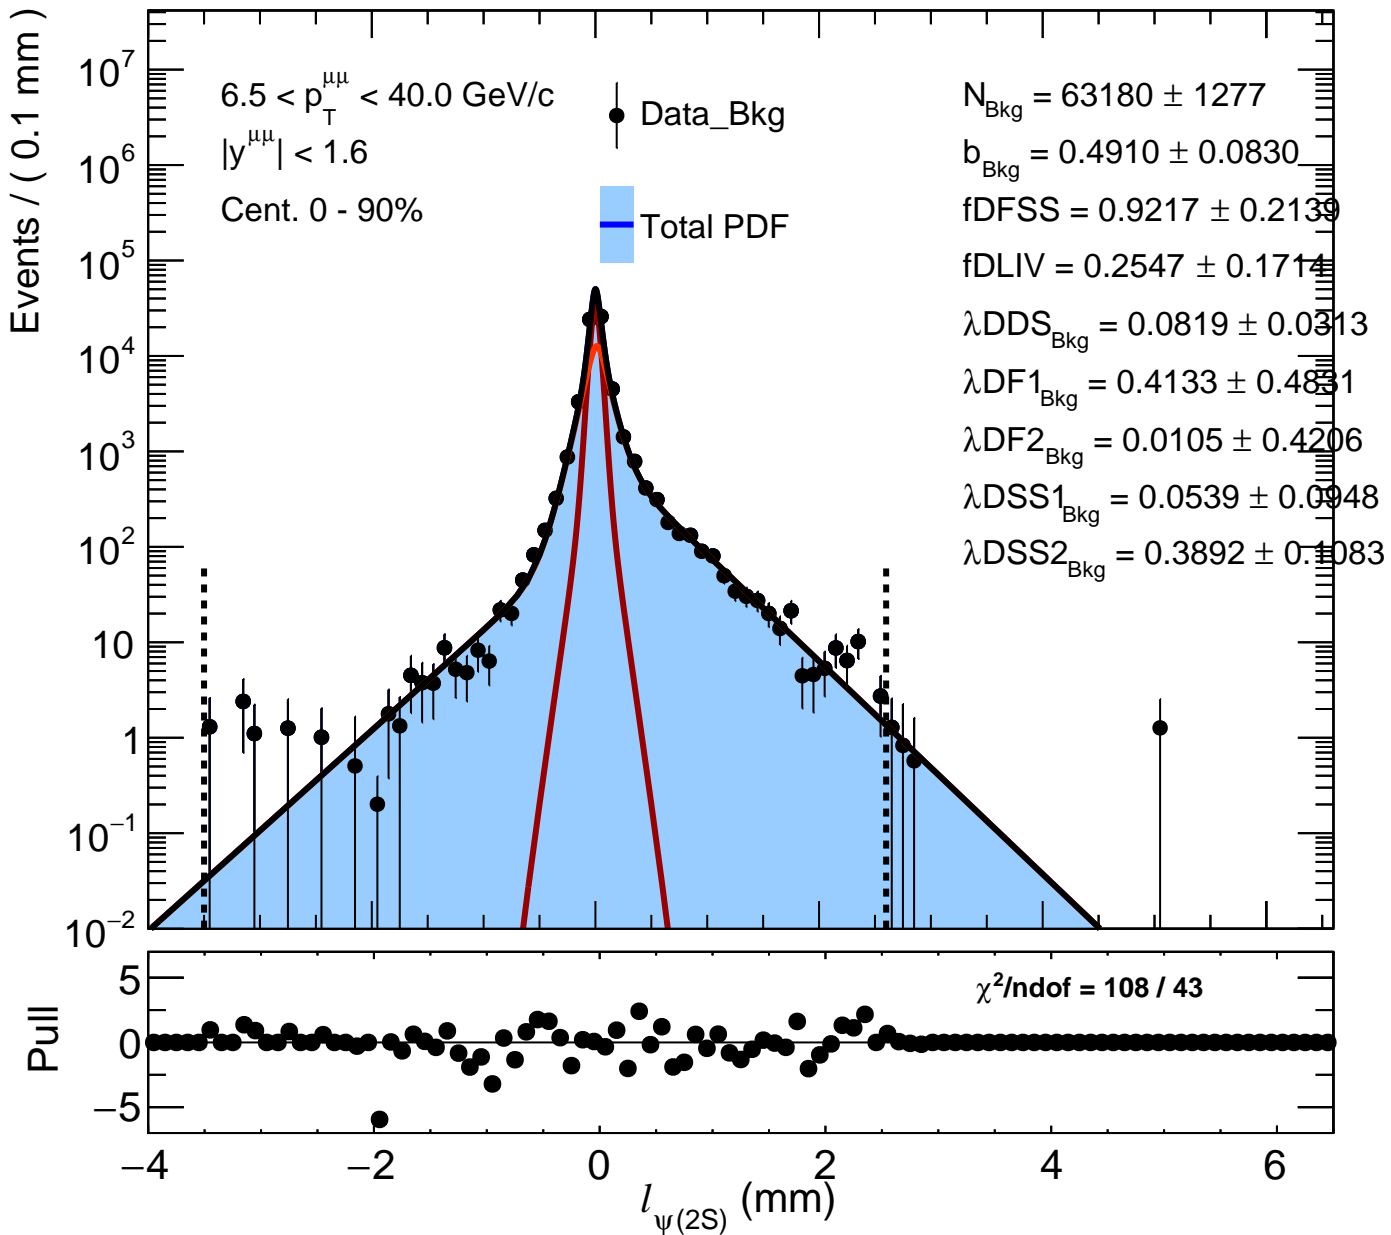 Events / ( 0.1 mm )
10^7
10^6
10^5
10^4
10^3
10^2
10
1
10^−1
10^−2
6.5 < p_T^μμ < 40.0 GeV/c
|y^μμ| < 1.6
Cent. 0 - 90%
Data_Bkg
Total PDF
N_Bkg = 63180 ± 1277
b_Bkg = 0.4910 ± 0.0830
fDFSS = 0.9217 ± 0.2139
fDLIV = 0.2547 ± 0.1714
λDDS_Bkg = 0.0819 ± 0.0313
λDF1_Bkg = 0.4133 ± 0.4831
λDF2_Bkg = 0.0105 ± 0.4206
λDSS1_Bkg = 0.0539 ± 0.0948
λDSS2_Bkg = 0.3892 ± 0.1083
Pull
5
0
−5
χ²/ndof = 108 / 43
−4 −2 0 2 4 6
l_ψ(2S) (mm)